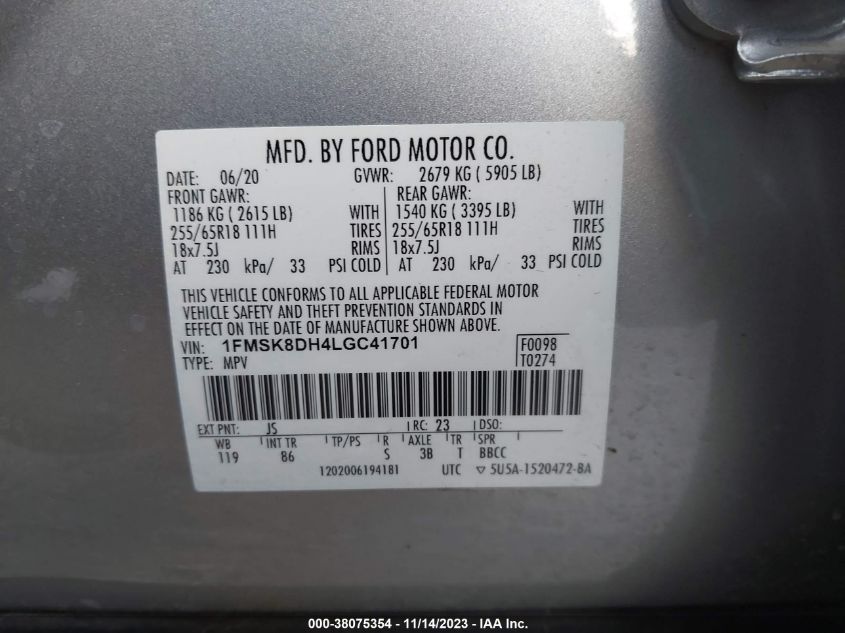 MFD. BY FORD MOTOR CO.
DATE: 06/20 GVWR: 2679 KG ( 5905 LB)
FRONT GAWR: REAR GAWR:
1186 KG ( 2615 LB) WITH 1540 KG ( 3395 LB) WITH
255/65R18 111H TIRES 255/65R18 111H TIRES
18x7.5J RIMS 18x7.5J RIMS
AT 230 kPa/ 33 PSI COLD AT 230 kPa/ 33 PSI COLD
THIS VEHICLE CONFORMS TO ALL APPLICABLE FEDERAL MOTOR
VEHICLE SAFETY AND THEFT PREVENTION STANDARDS IN
EFFECT ON THE DATE OF MANUFACTURE SHOWN ABOVE.
VIN: 1FMSK8DH4LGC41701 F0098
TYPE: MPV T0274
EXT PNT: JS RC: 23 DSO:
WB INT TR TP/PS R AXLE TR SPR
119 86 S 3B T BBCC
1202006194181 UTC ▽ 5U5A-1520472-8A
000-38075354 - 11/14/2023 - IAA Inc.